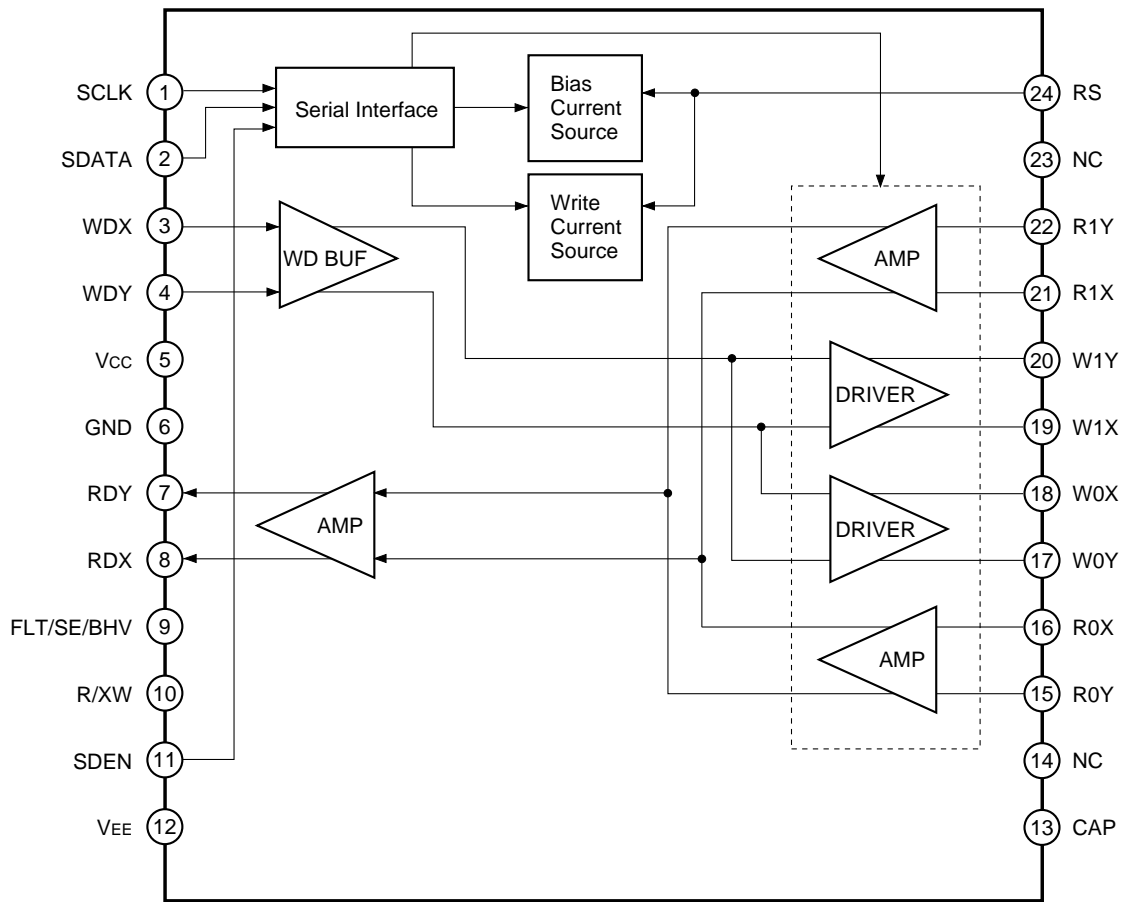 SCLK
1
SDATA
2
WDX
3
WDY
4
VCC
5
GND
6
RDY
7
RDX
8
FLT/SE/BHV
9
R/XW
10
SDEN
11
VEE
12
Serial Interface
Bias
Current
Source
Write
Current
Source
WD BUF
AMP
AMP
DRIVER
DRIVER
AMP
24
RS
23
NC
22
R1Y
21
R1X
20
W1Y
19
W1X
18
W0X
17
W0Y
16
R0X
15
R0Y
14
NC
13
CAP